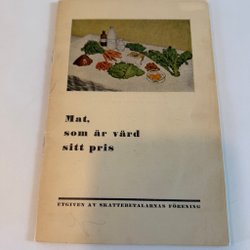 Mat,
som är värd
sitt pris
UTGIVEN AV SKATTEBETALARNAS FÖRENING